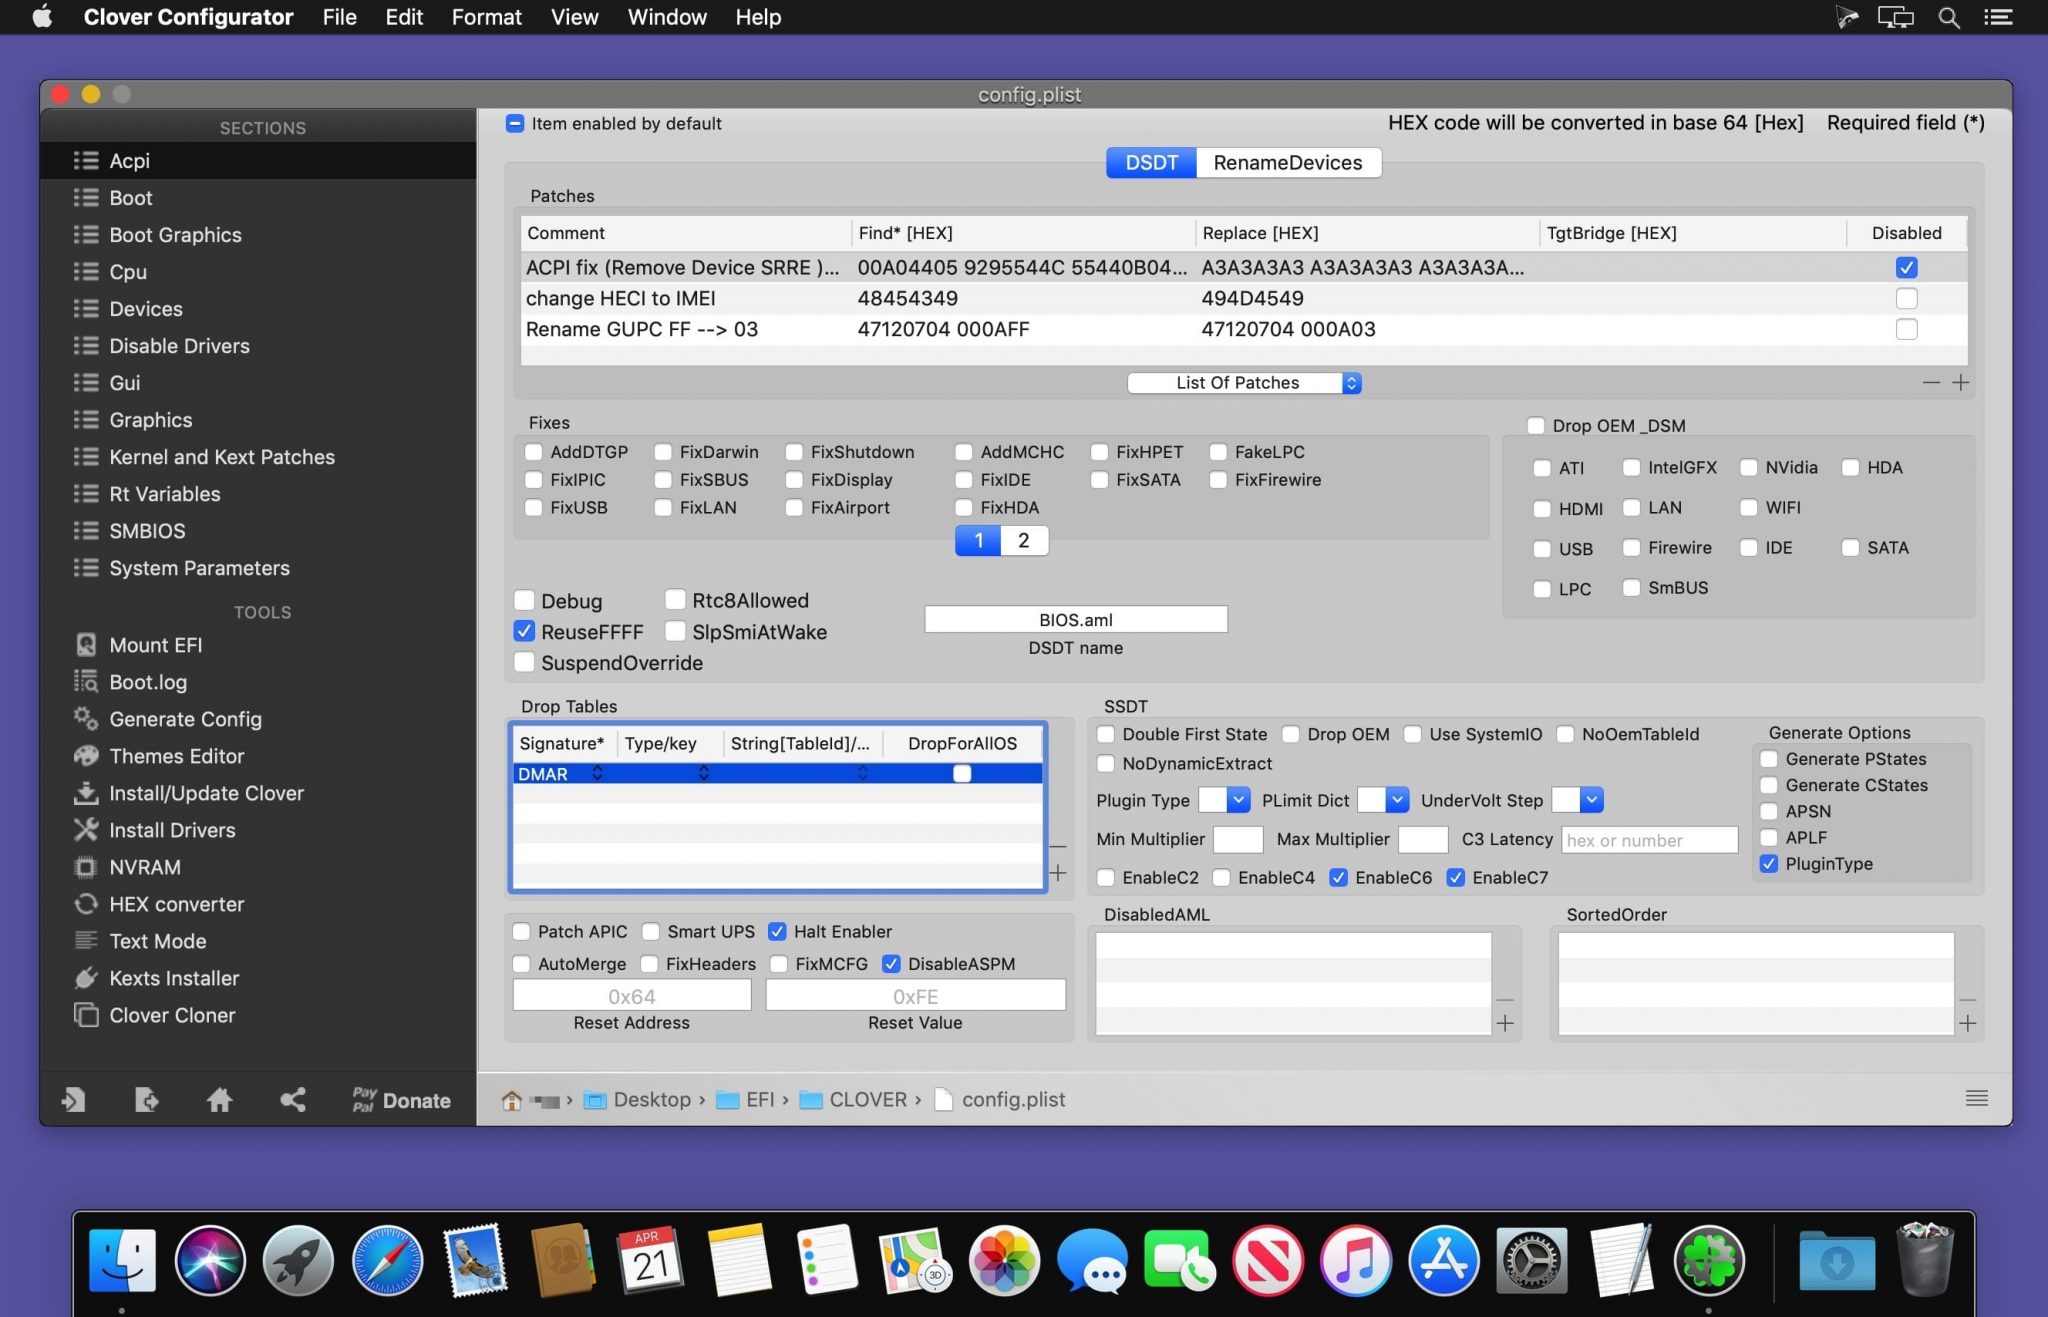 Clover Configurator File Edit Format View Window Help
config.plist
SECTIONS
Acpi
Boot
Boot Graphics
Cpu
Devices
Disable Drivers
Gui
Graphics
Kernel and Kext Patches
Rt Variables
SMBIOS
System Parameters
TOOLS
Mount EFI
Boot.log
Generate Config
Themes Editor
Install/Update Clover
Install Drivers
NVRAM
HEX converter
Text Mode
Kexts Installer
Clover Cloner
Pay Pal Donate
Item enabled by default HEX code will be converted in base 64 [Hex] Required field (*)
DSDT RenameDevices
Patches
Comment Find* [HEX] Replace [HEX] TgtBridge [HEX] Disabled
ACPI fix (Remove Device SRRE )... 00A04405 9295544C 55440B04... A3A3A3A3 A3A3A3A3 A3A3A3A...
change HECI to IMEI 48454349 494D4549
Rename GUPC FF --> 03 47120704 000AFF 47120704 000A03
List Of Patches
Fixes
AddDTGP FixDarwin FixShutdown AddMCHC FixHPET FakeLPC
FixIPIC FixSBUS FixDisplay FixIDE FixSATA FixFirewire
FixUSB FixLAN FixAirport FixHDA
1 2
Drop OEM _DSM
ATI IntelGFX NVidia HDA
HDMI LAN WIFI
USB Firewire IDE SATA
LPC SmBUS
Debug Rtc8Allowed
ReuseFFFF SlpSmiAtWake
SuspendOverride
BIOS.aml
DSDT name
Drop Tables
Signature* Type/key String[TableId]/... DropForAllOS
DMAR
SSDT
Double First State Drop OEM Use SystemIO NoOemTableId
NoDynamicExtract
Plugin Type PLimit Dict UnderVolt Step
Min Multiplier Max Multiplier C3 Latency hex or number
EnableC2 EnableC4 EnableC6 EnableC7
Generate Options
Generate PStates
Generate CStates
APSN
APLF
PluginType
Patch APIC Smart UPS Halt Enabler
AutoMerge FixHeaders FixMCFG DisableASPM
0x64 0xFE
Reset Address Reset Value
DisabledAML
SortedOrder
Desktop › EFI › CLOVER › config.plist
APR
21
3D